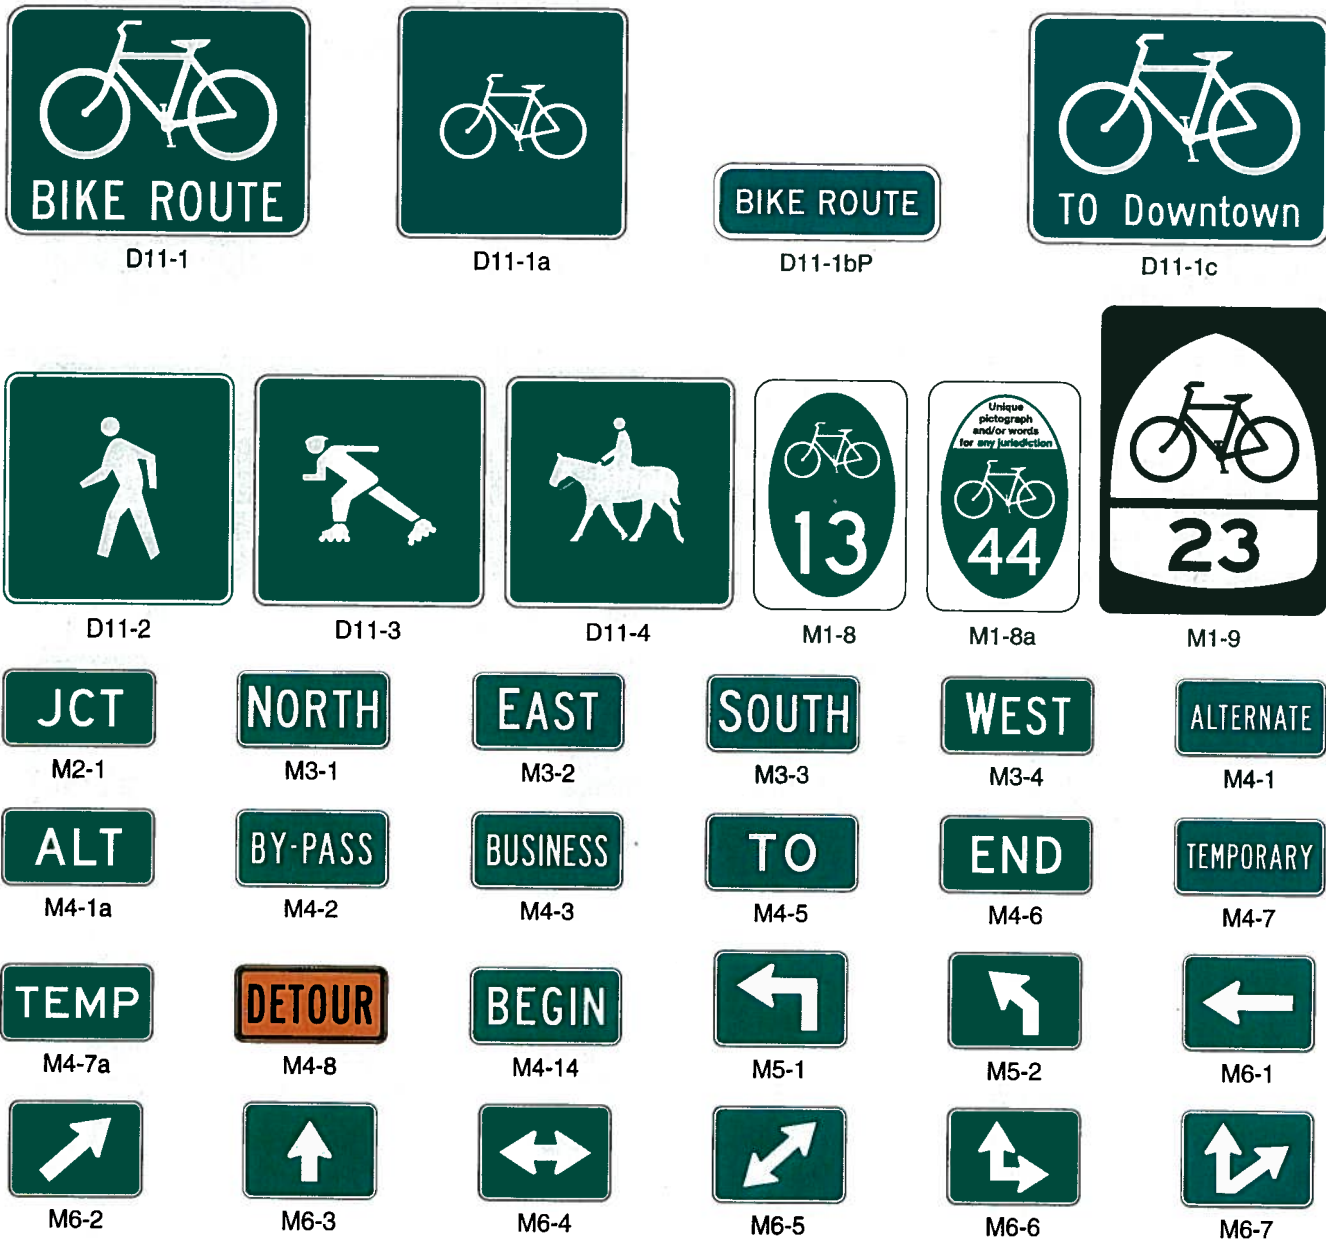 BIKE ROUTE
D11-1
D11-1a
BIKE ROUTE
D11-1bP
TO Downtown
D11-1c
D11-2
D11-3
D11-4
13
M1-8
Unique
pictograph
and/or words
for any jurisdiction
44
M1-8a
23
M1-9
JCT
M2-1
NORTH
M3-1
EAST
M3-2
SOUTH
M3-3
WEST
M3-4
ALTERNATE
M4-1
ALT
M4-1a
BY-PASS
M4-2
BUSINESS
M4-3
TO
M4-5
END
M4-6
TEMPORARY
M4-7
TEMP
M4-7a
DETOUR
M4-8
BEGIN
M4-14
M5-1
M5-2
M6-1
M6-2
M6-3
M6-4
M6-5
M6-6
M6-7